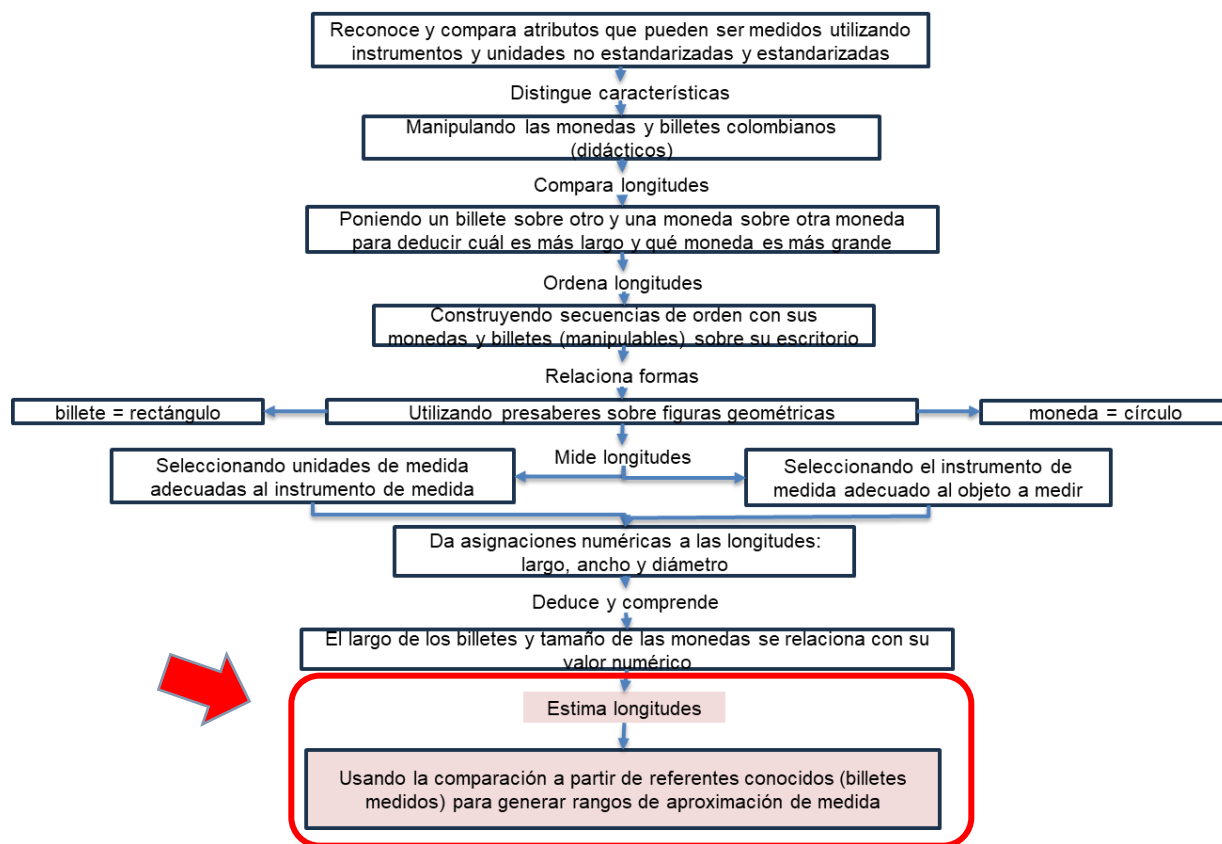 Reconoce y compara atributos que pueden ser medidos utilizando
instrumentos y unidades no estandarizadas y estandarizadas
Distingue características
Manipulando las monedas y billetes colombianos
(didácticos)
Compara longitudes
Poniendo un billete sobre otro y una moneda sobre otra moneda
para deducir cuál es más largo y qué moneda es más grande
Ordena longitudes
Construyendo secuencias de orden con sus
monedas y billetes (manipulables) sobre su escritorio
Relaciona formas
billete = rectángulo
Utilizando presaberes sobre figuras geométricas
moneda = círculo
Mide longitudes
Seleccionando unidades de medida
adecuadas al instrumento de medida
Seleccionando el instrumento de
medida adecuado al objeto a medir
Da asignaciones numéricas a las longitudes:
largo, ancho y diámetro
Deduce y comprende
El largo de los billetes y tamaño de las monedas se relaciona con su
valor numérico
Estima longitudes
Usando la comparación a partir de referentes conocidos (billetes
medidos) para generar rangos de aproximación de medida